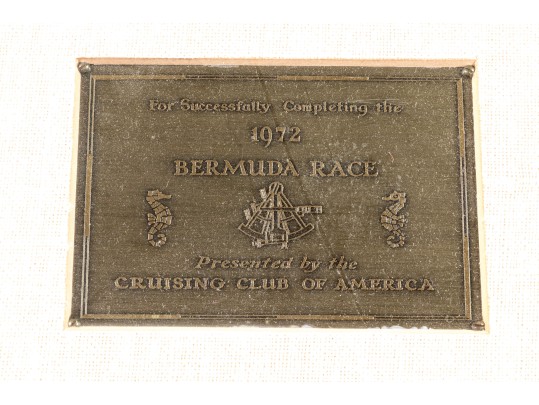 For Successfully Completing the
1972
BERMUDA RACE
Presented by the
CRUISING CLUB OF AMERICA